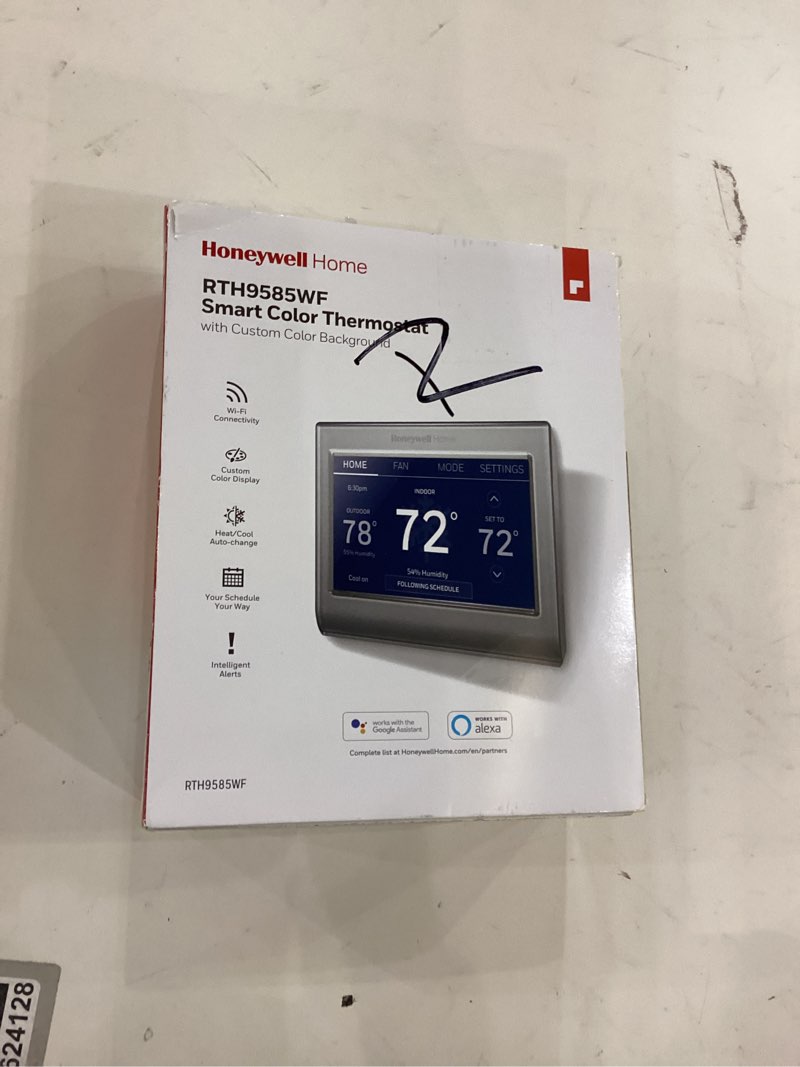 Honeywell Home
RTH9585WF
Smart Color Thermostat
with Custom Color Background
Wi-Fi
Connectivity
Custom
Color Display
Heat/Cool
Auto-change
Your Schedule
Your Way
!
Intelligent
Alerts
Honeywell Home
HOME FAN MODE SETTINGS
6:30pm
INDOOR
OUTDOOR
78° 72°
SET TO
72°
55% Humidity
54% Humidity
Cool on
FOLLOWING SCHEDULE
works with the
Google Assistant
WORKS WITH
alexa
Complete list at HoneywellHome.com/en/partners
RTH9585WF
624128